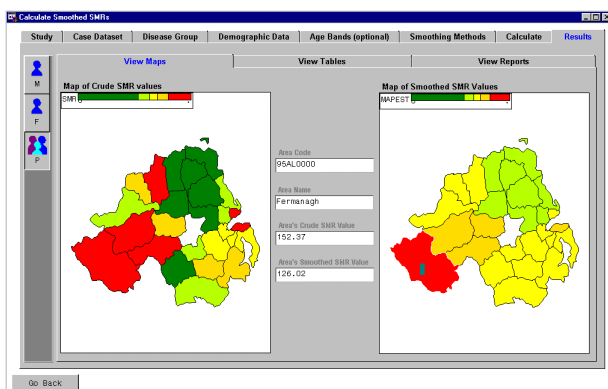 Calculate Smoothed SMRs
Study Case Dataset Disease Group Demographic Data Age Bands (optional) Smoothing Methods Calculate Results
View Maps View Tables View Reports
M
F
P
Map of Crude SMR values
SMR
Map of Smoothed SMR Values
MAPEST
Area Code
95AL0000
Area Name
Fermanagh
Area's Crude SMR Value
152.37
Area's Smoothed SMR Value
126.02
Go Back